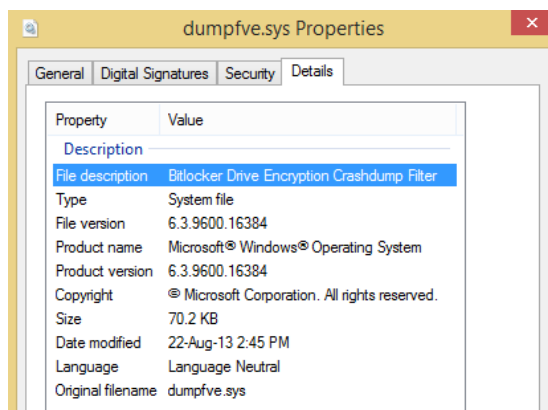 dumpfve.sys Properties
General Digital Signatures Security Details
Property Value
Description
File description Bitlocker Drive Encryption Crashdump Filter
Type System file
File version 6.3.9600.16384
Product name Microsoft® Windows® Operating System
Product version 6.3.9600.16384
Copyright © Microsoft Corporation. All rights reserved.
Size 70.2 KB
Date modified 22-Aug-13 2:45 PM
Language Language Neutral
Original filename dumpfve.sys